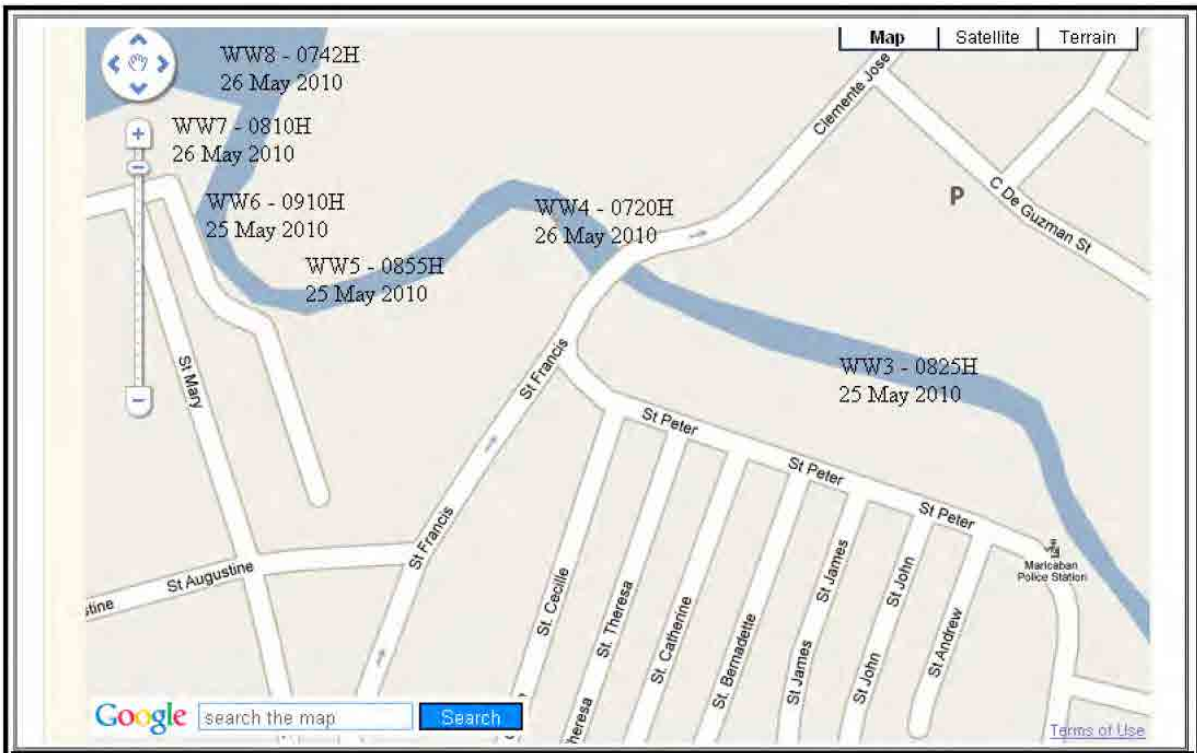 Map
Satellite
Terrain
WW8 - 0742H
26 May 2010
WW7 - 0810H
26 May 2010
WW6 - 0910H
25 May 2010
WW5 - 0855H
25 May 2010
WW4 - 0720H
26 May 2010
WW3 - 0825H
25 May 2010
Clemente Jose
P
C De Guzman St
St Mary
St Francis
St Peter
St Peter
St Peter
St Francis
St Augustine
stine
Maricaban
Police Station
St. Cecille
St. Theresa
St. Catherine
St. Bernadette
St James
St James
St John
St John
St Andrew
heresa
Google
search the map
Search
Terms of Use